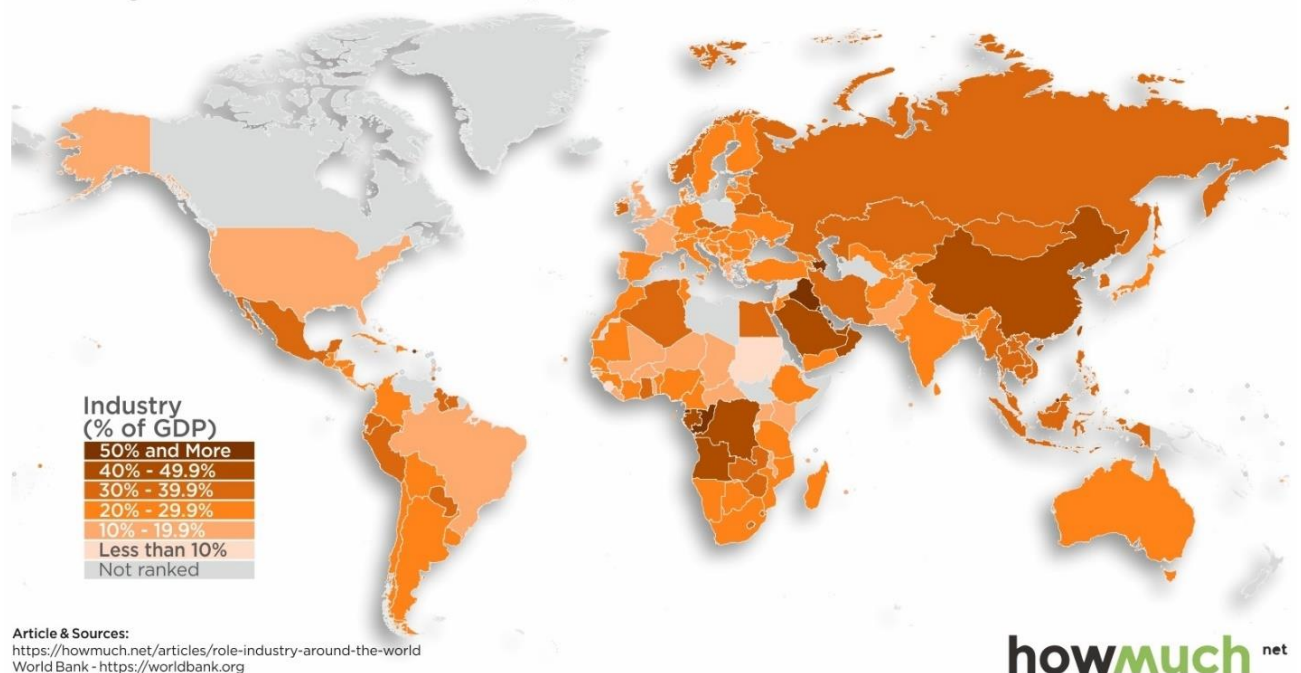 Industry
(% of GDP)
50% and More
40% - 49.9%
30% - 39.9%
20% - 29.9%
10% - 19.9%
Less than 10%
Not ranked
Article & Sources:
https://howmuch.net/articles/role-industry-around-the-world
World Bank - https://worldbank.org
howmuch net